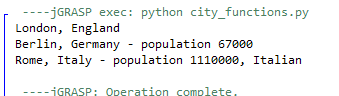 ----jGRASP exec: python city_functions.py
London, England
Berlin, Germany - population 67000
Rome, Italy - population 1110000, Italian
----jGRASP: Operation complete.